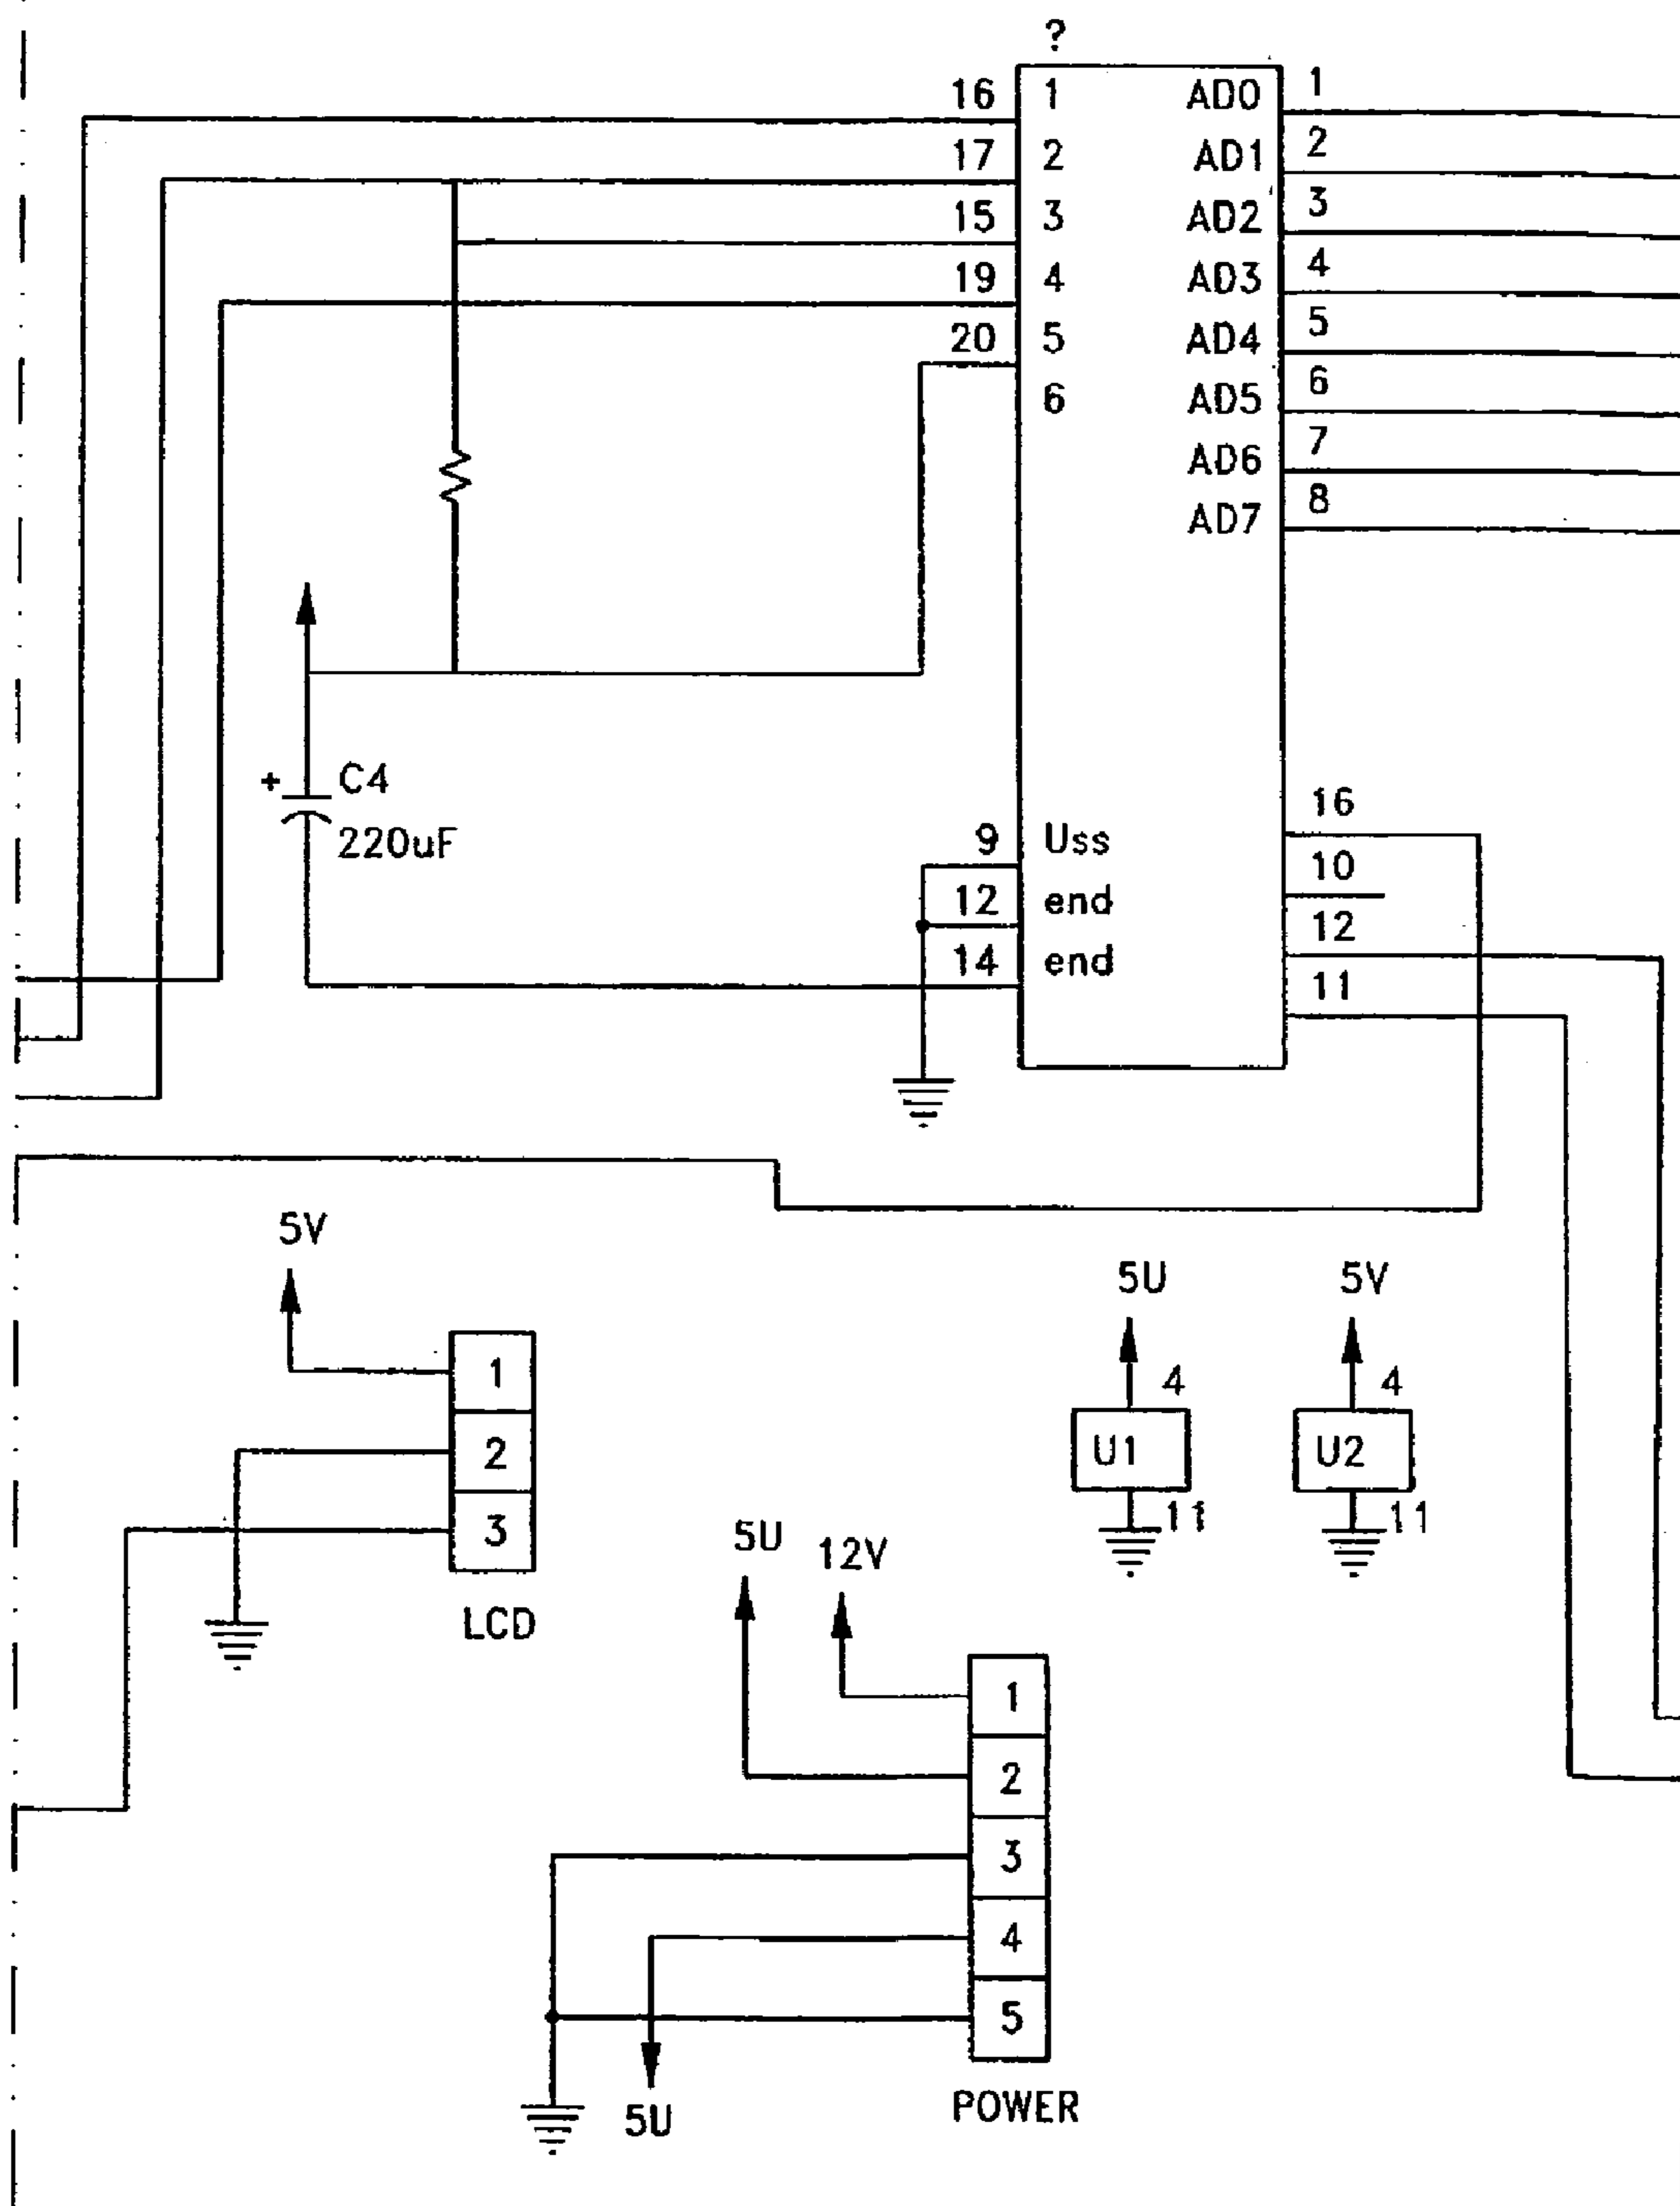 ?
16 1 AD0 1
17 2 AD1 2
15 3 AD2 3
19 4 AD3 4
20 5 AD4 5
6 AD5 6
AD6 7
AD7 8
+ C4
220uF
16
9 Uss
10
12 end
12
14 end
11
5V
5U 5V
1
4 4
2
U1 U2
3
11 11
LCD
5U 12V
1
2
3
4
5
5U
POWER